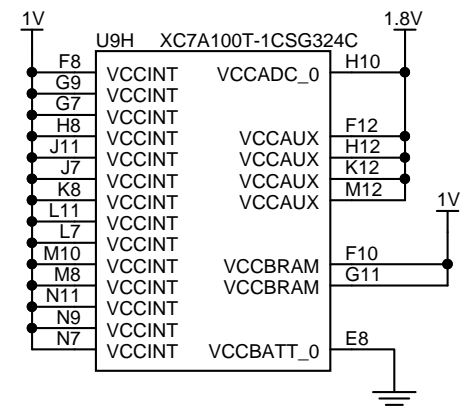 1V
1.8V
U9H XC7A100T-1CSG324C
F8 VCCINT VCCADC_0 H10
G9 VCCINT
G7 VCCINT
H8 VCCINT VCCAUX F12
J11 VCCINT VCCAUX H12
J7 VCCINT VCCAUX K12
K8 VCCINT VCCAUX M12
L11 VCCINT
1V
L7 VCCINT
M10 VCCINT VCCBRAM F10
M8 VCCINT VCCBRAM G11
N11 VCCINT
N9 VCCINT
N7 VCCINT VCCBATT_0 E8